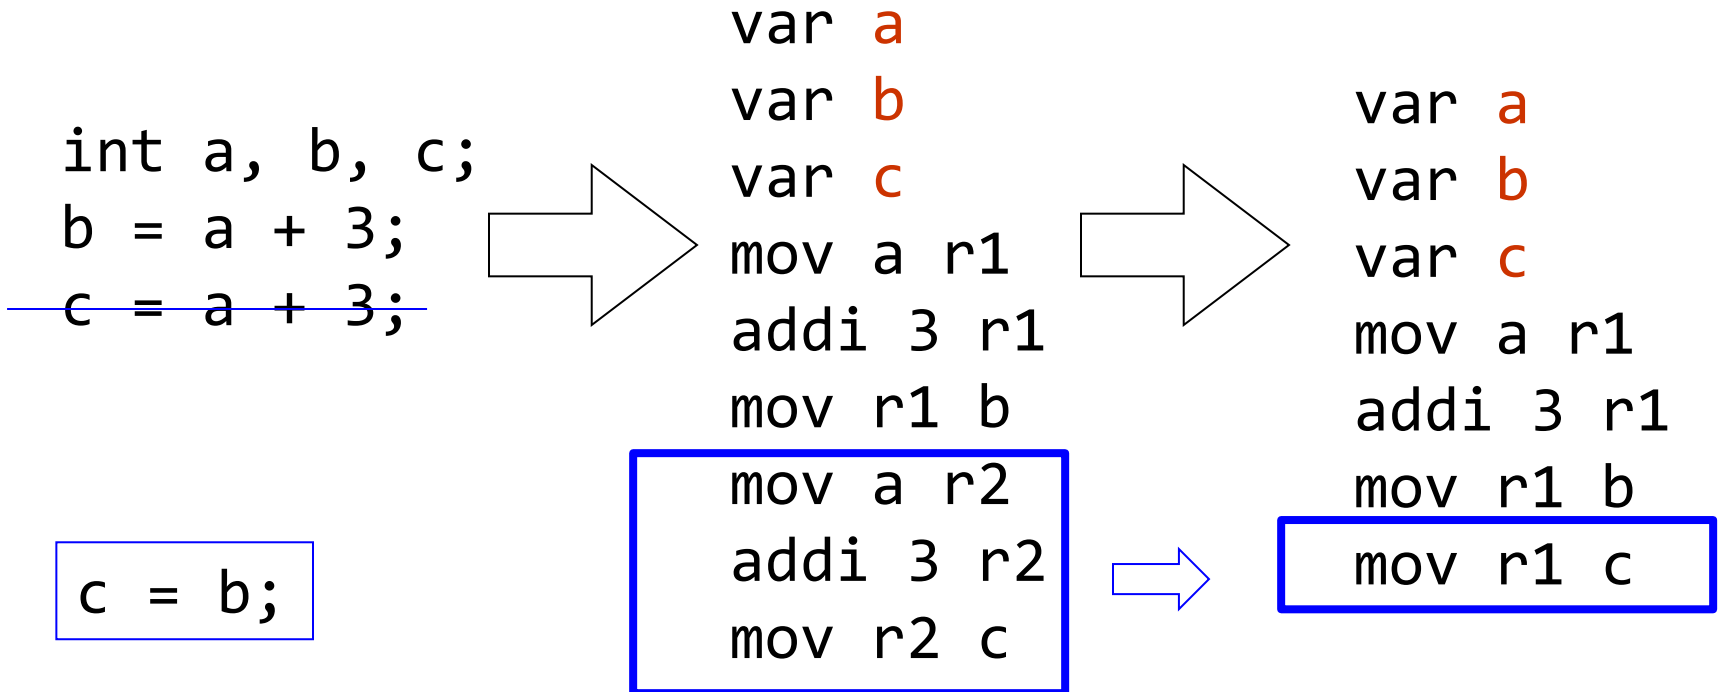 int a, b, c;
b = a + 3;
c = a + 3;
c = b;
var a
var b
var c
mov a r1
addi 3 r1
mov r1 b
mov a r2
addi 3 r2
mov r2 c
var a
var b
var c
mov a r1
addi 3 r1
mov r1 b
mov r1 c